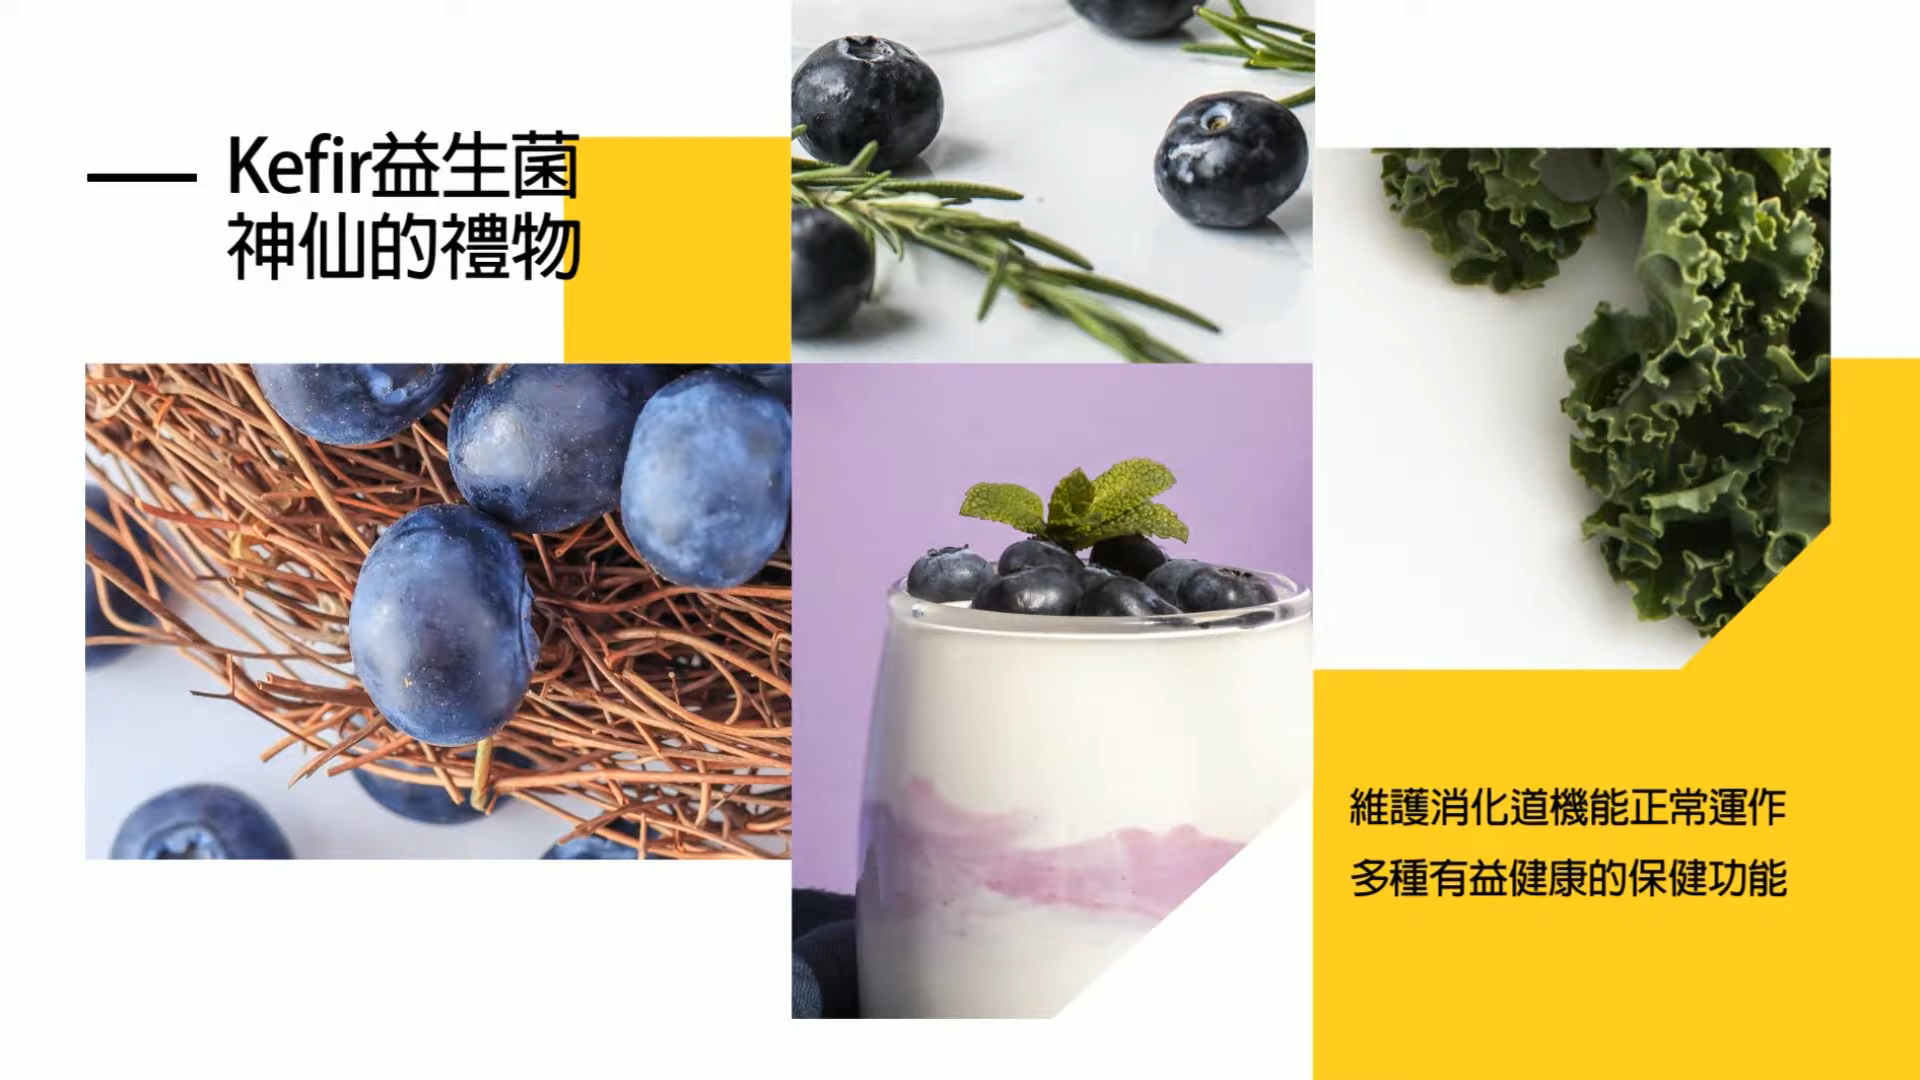 Kefir益生菌
神仙的禮物
維護消化道機能正常運作
多種有益健康的保健功能